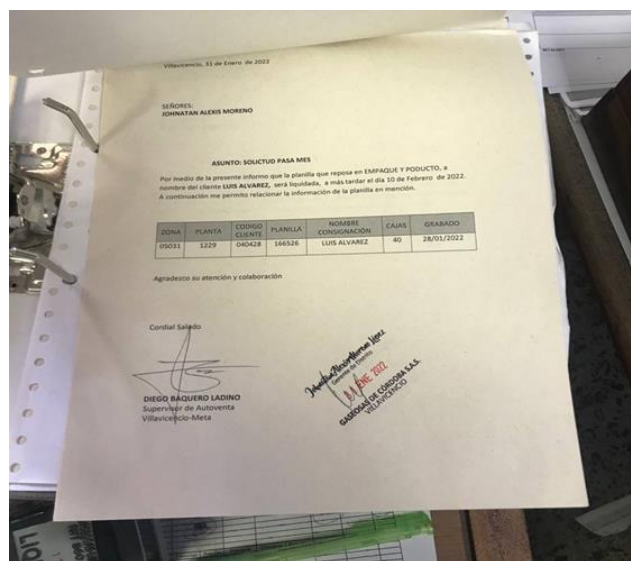 Villavicencio, 31 de Enero de 2022
SEÑORES:
JOHNATAN ALEXIS MORENO
ASUNTO: SOLICTUD PASA MES
Por medio de la presente informo que la planilla que reposa en EMPAQUE Y PODUCTO, a
nombre del cliente LUIS ALVAREZ, será liquidada, a más tardar el día 10 de Febrero de 2022.
A continuación me permito relacionar la información de la planilla en mención.
ZONA PLANTA CODIGO CLIENTE PLANILLA NOMBRE CONSIGNACIÓN CAJAS GRABADO
05031 1229 040428 166526 LUIS ALVAREZ 40 28/01/2022
Agradezco su atención y colaboración
Cordial Saludo
DIEGO BAQUERO LADINO
Supervisor de Autoventa
Villavicencio-Meta
Gerente de Distrito
ENE 2022
GASEOSAS DE CÓRDOBA S.A.S.
VILLAVICENCIO